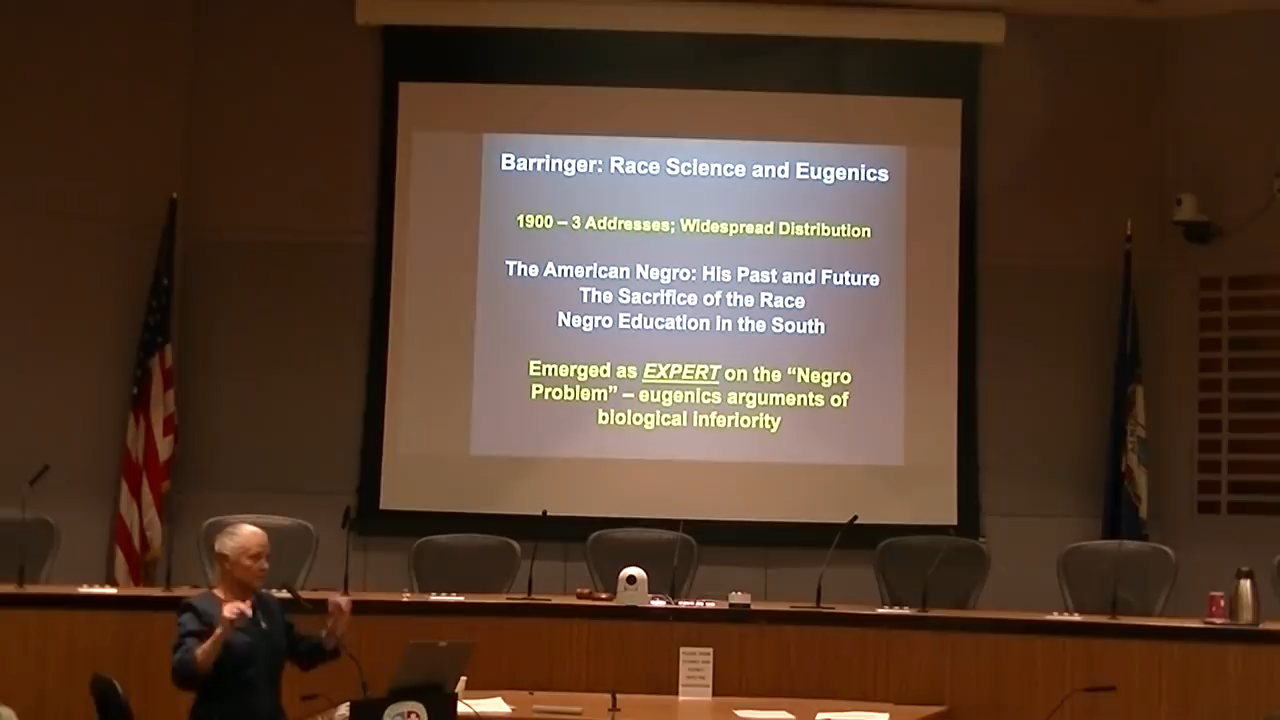 Barringer: Race Science and Eugenics
1900 – 3 Addresses; Widespread Distribution
The American Negro: His Past and Future
The Sacrifice of the Race
Negro Education in the South
Emerged as EXPERT on the “Negro
Problem” – eugenics arguments of
biological inferiority